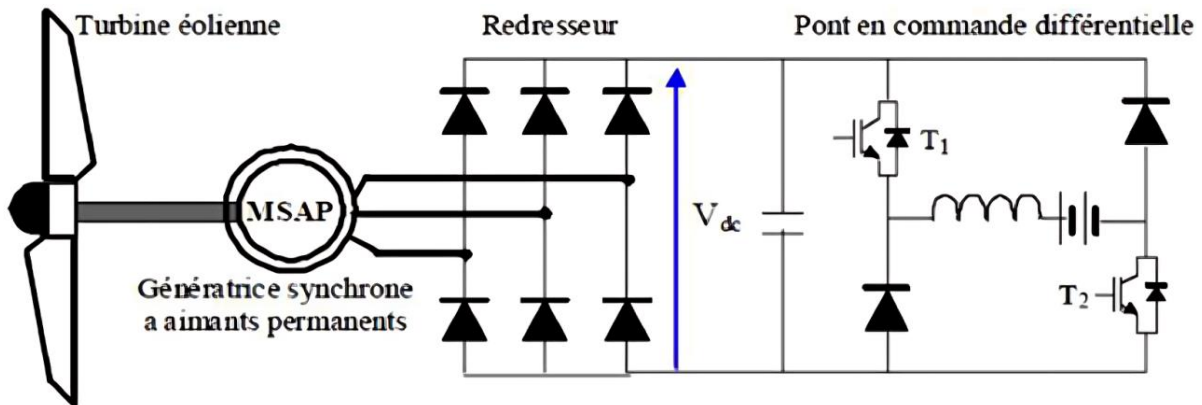 Turbine éolienne
Redresseur
Pont en commande différentielle
T1
MSAP
Vdc
T2
Génératrice synchrone
a aimants permanents